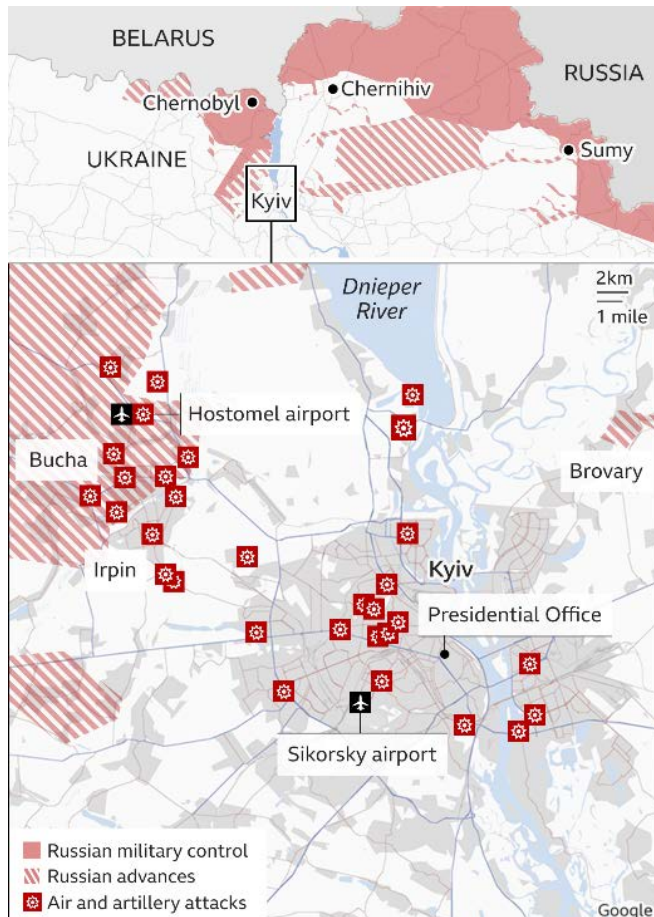 BELARUS
RUSSIA
Chernobyl
Chernihiv
UKRAINE
Sumy
Kyiv
Dnieper
River
2km
1 mile
Hostomel airport
Bucha
Brovary
Irpin
Kyiv
Presidential Office
Sikorsky airport
Russian military control
Russian advances
Air and artillery attacks
Google